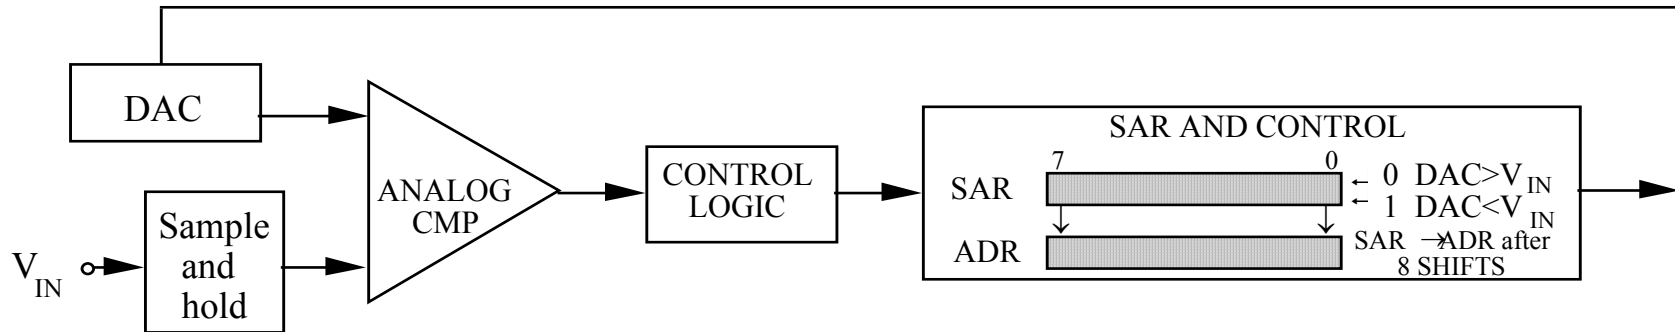 DAC
V IN
Sample
and
hold
ANALOG
CMP
CONTROL
LOGIC
SAR AND CONTROL
7 0
SAR ← 0 DAC>V IN
← 1 DAC<V IN
ADR SAR →ADR after
8 SHIFTS